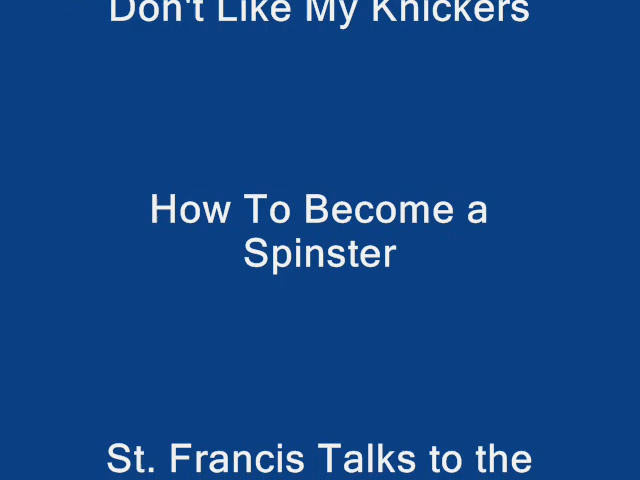 Don't Like My Knickers
How To Become a
Spinster
St. Francis Talks to the